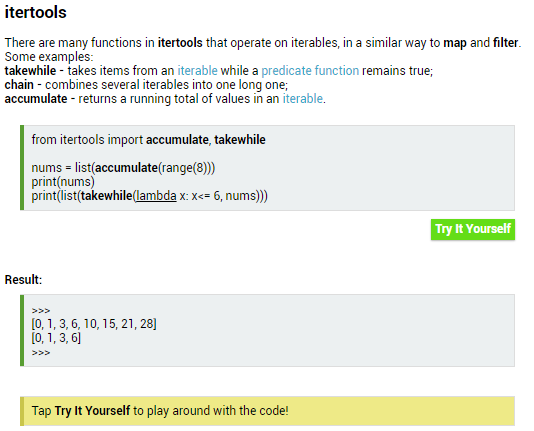 itertools
There are many functions in itertools that operate on iterables, in a similar way to map and filter.
Some examples:
takewhile - takes items from an iterable while a predicate function remains true;
chain - combines several iterables into one long one;
accumulate - returns a running total of values in an iterable.
from itertools import accumulate, takewhile
nums = list(accumulate(range(8)))
print(nums)
print(list(takewhile(lambda x: x<= 6, nums)))
Try It Yourself
Result:
>>>
[0, 1, 3, 6, 10, 15, 21, 28]
[0, 1, 3, 6]
>>>
Tap Try It Yourself to play around with the code!